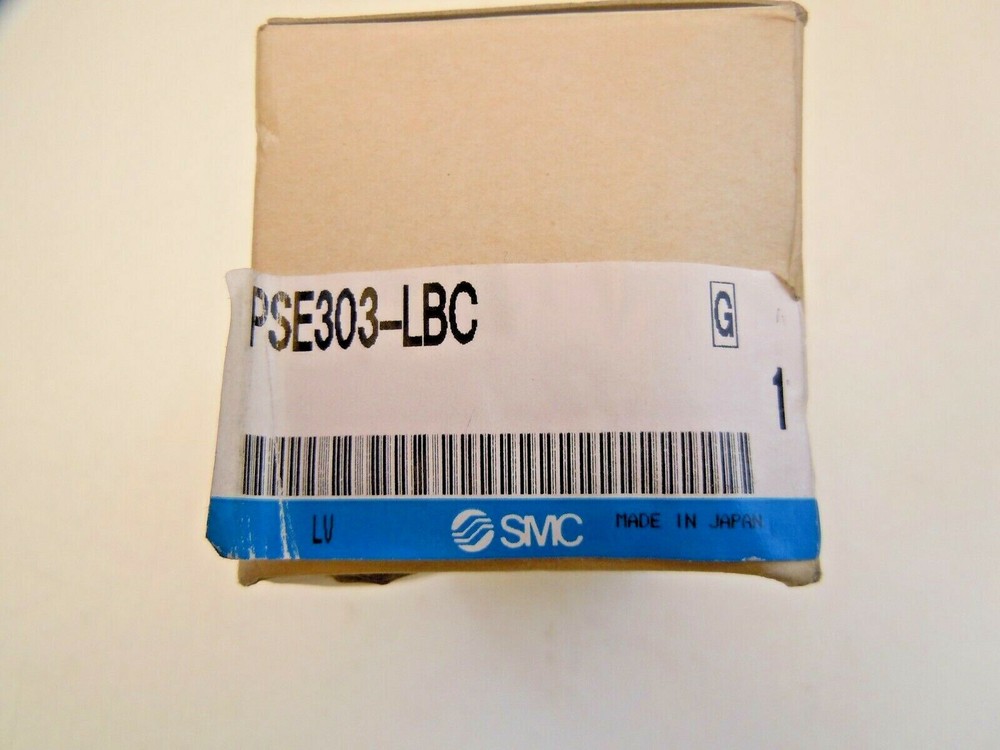 PSE303-LBC
G
1
LV
SMC
MADE IN JAPAN